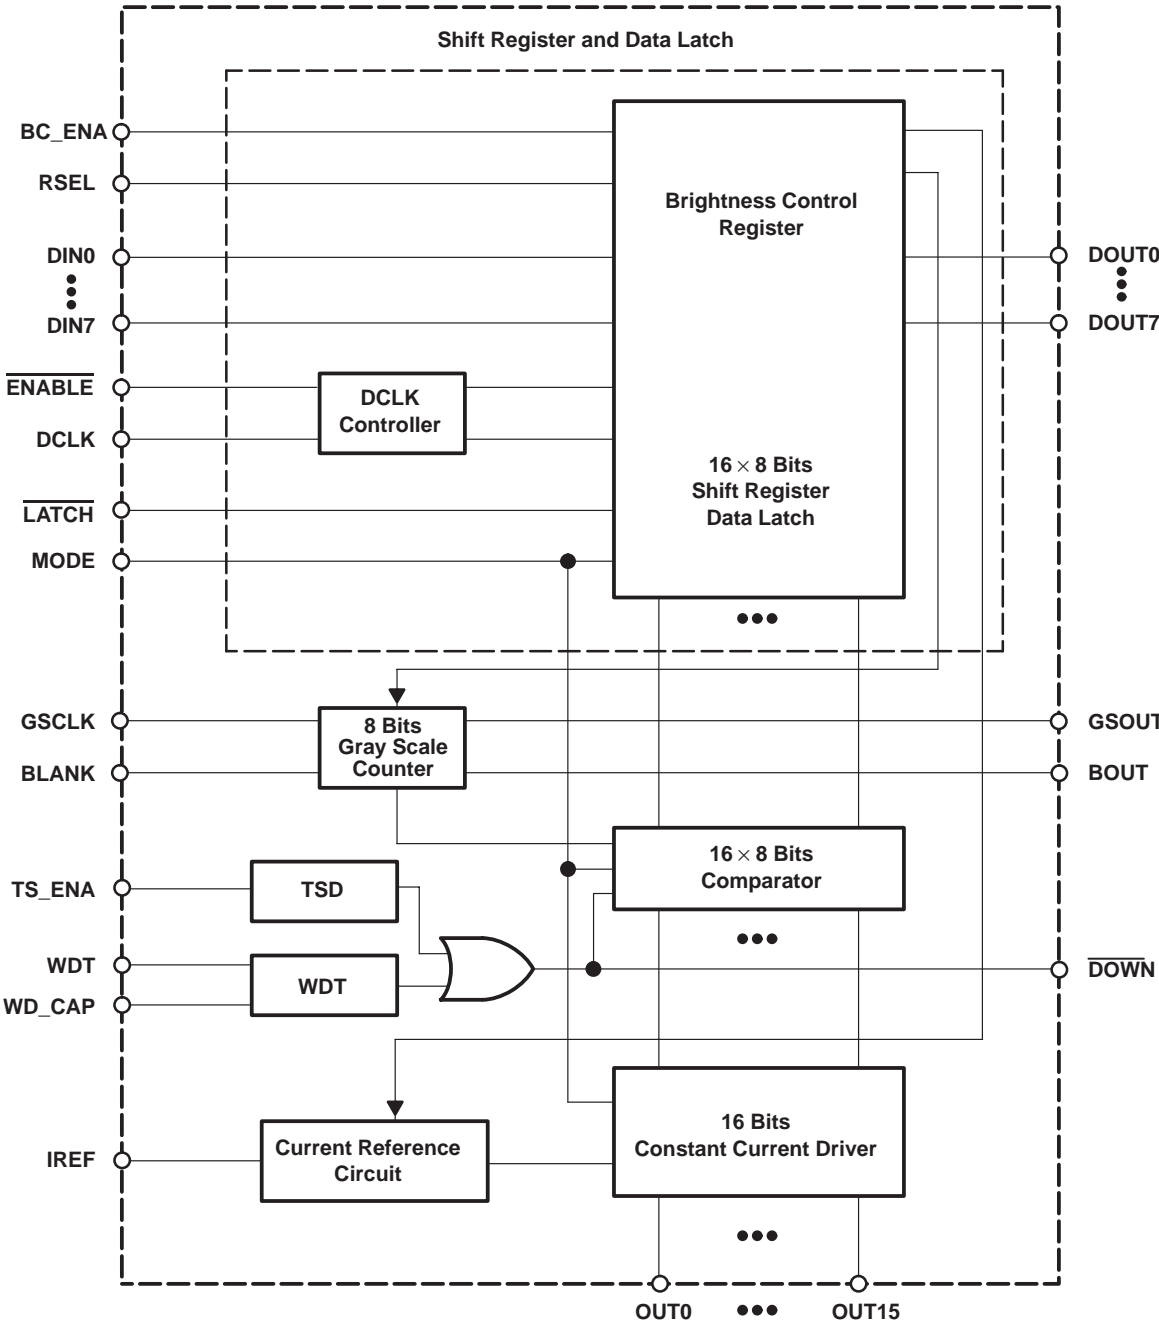 Shift Register and Data Latch
BC_ENA
RSEL
Brightness Control
Register
DIN0
DOUT0
DIN7
DOUT7
ENABLE
DCLK
Controller
DCLK
16 × 8 Bits
Shift Register
Data Latch
LATCH
MODE
GSCLK
8 Bits
Gray Scale
Counter
GSOUT
BLANK
BOUT
16 × 8 Bits
Comparator
TS_ENA
TSD
WDT
WDT
WD_CAP
DOWN
16 Bits
Constant Current Driver
IREF
Current Reference
Circuit
OUT0
OUT15